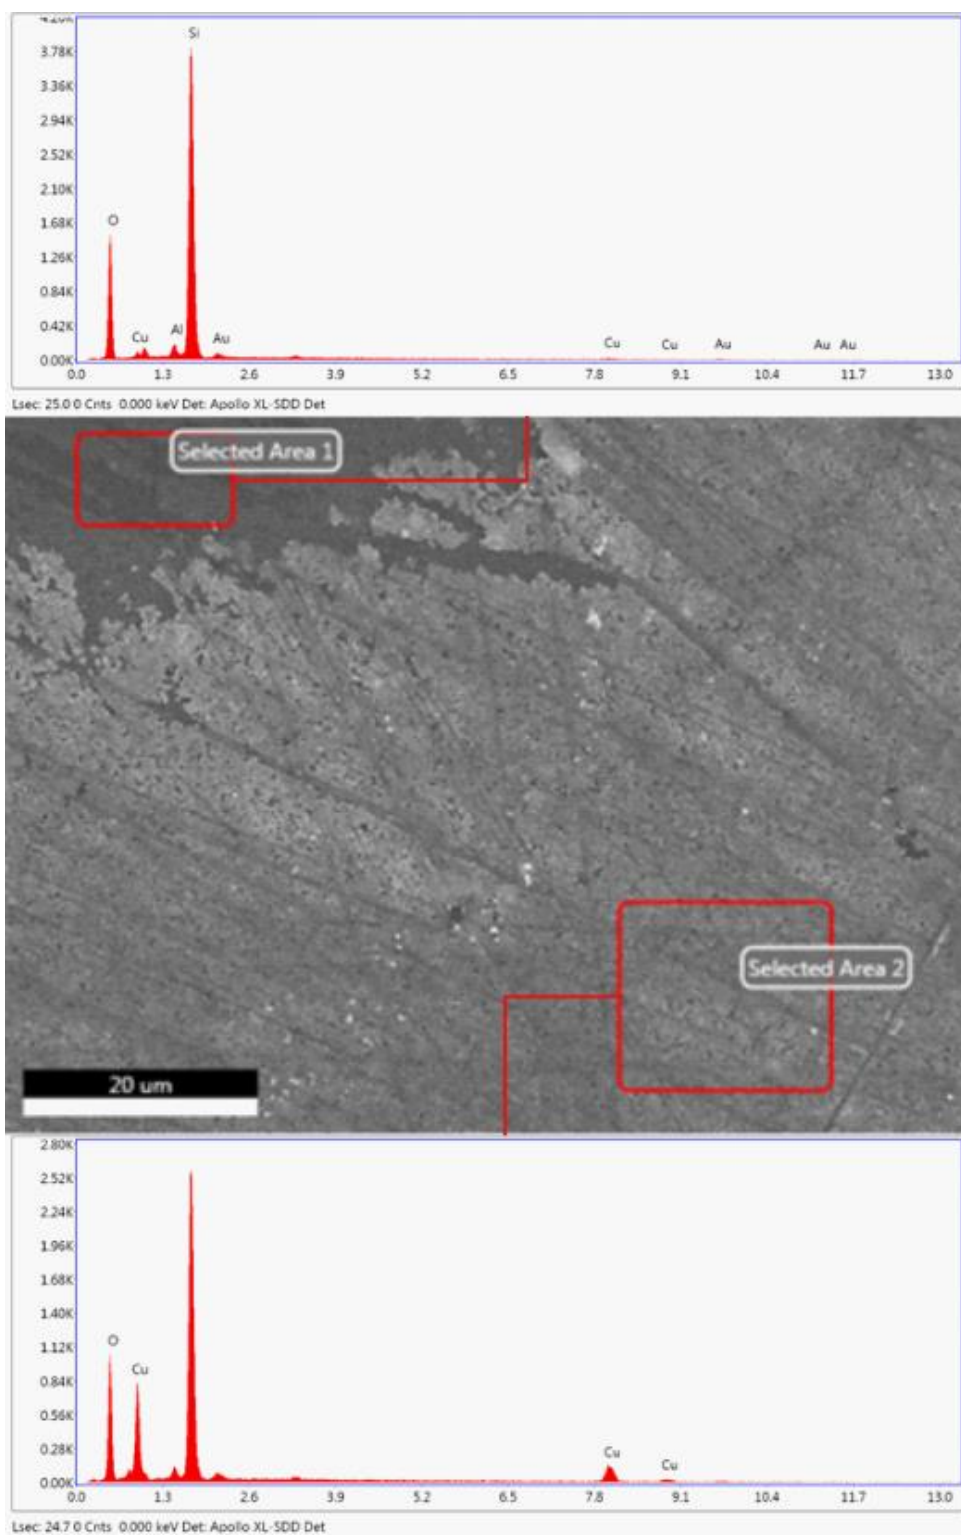 4.20K
Si
3.78K
3.36K
2.94K
2.52K
2.10K
1.68K
O
1.26K
0.84K
0.42K
Cu Al Au Cu Cu Au Au Au
0.00K
0.0 1.3 2.6 3.9 5.2 6.5 7.8 9.1 10.4 11.7 13.0
Lsec: 25.0 0 Cnts 0.000 keV Det: Apollo XL-SDD Det
Selected Area 1
Selected Area 2
20 um
2.80K
2.52K
2.24K
1.96K
1.68K
1.40K
1.12K
O
0.84K
Cu
0.56K
0.28K
Cu Cu
0.00K
0.0 1.3 2.6 3.9 5.2 6.5 7.8 9.1 10.4 11.7 13.0
Lsec: 24.7 0 Cnts 0.000 keV Det: Apollo XL-SDD Det